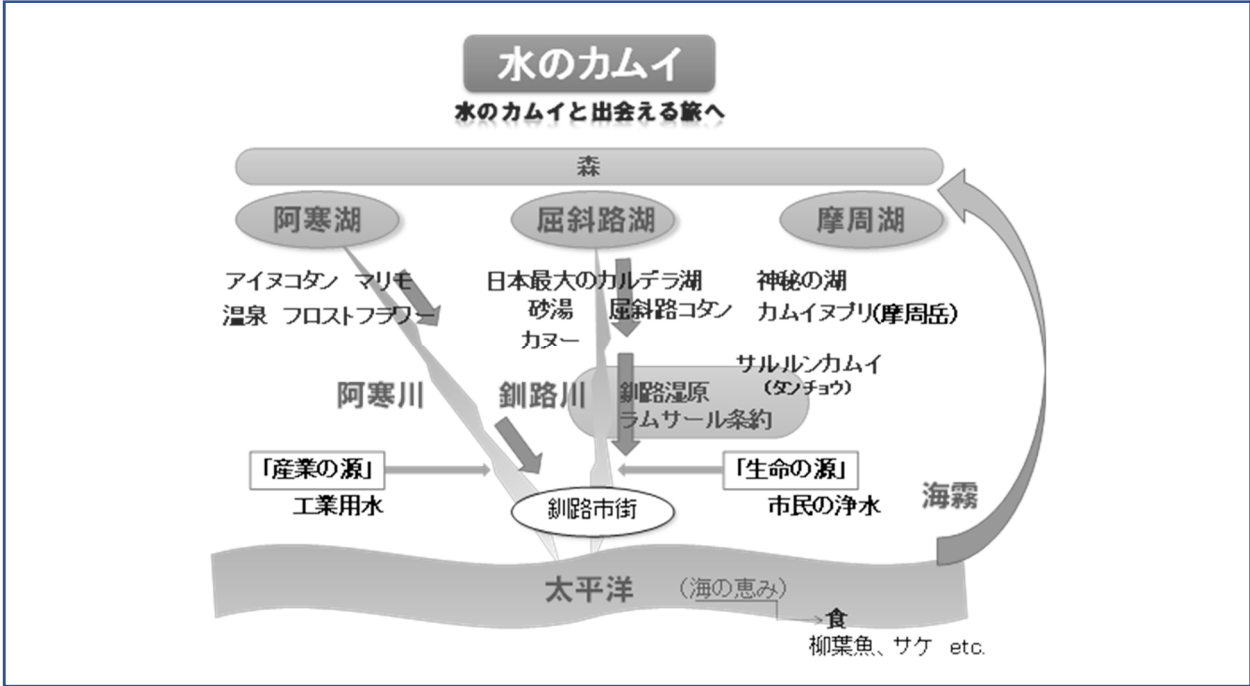 水のカムイ
水のカムイと出会える旅へ
森
阿寒湖
屈斜路湖
摩周湖
アイヌコタン マリモ
温泉 フロストフラワー
日本最大のカルデラ湖
砂湯 屈斜路コタン
カヌー
神秘の湖
カムイヌプリ(摩周岳)
サルルンカムイ
(タンチョウ)
阿寒川
釧路川
釧路湿原
ラムサール条約
「産業の源」
工業用水
「生命の源」
市民の浄水
釧路市街
海霧
太平洋
(海の恵み)
食
柳葉魚、サケ etc.